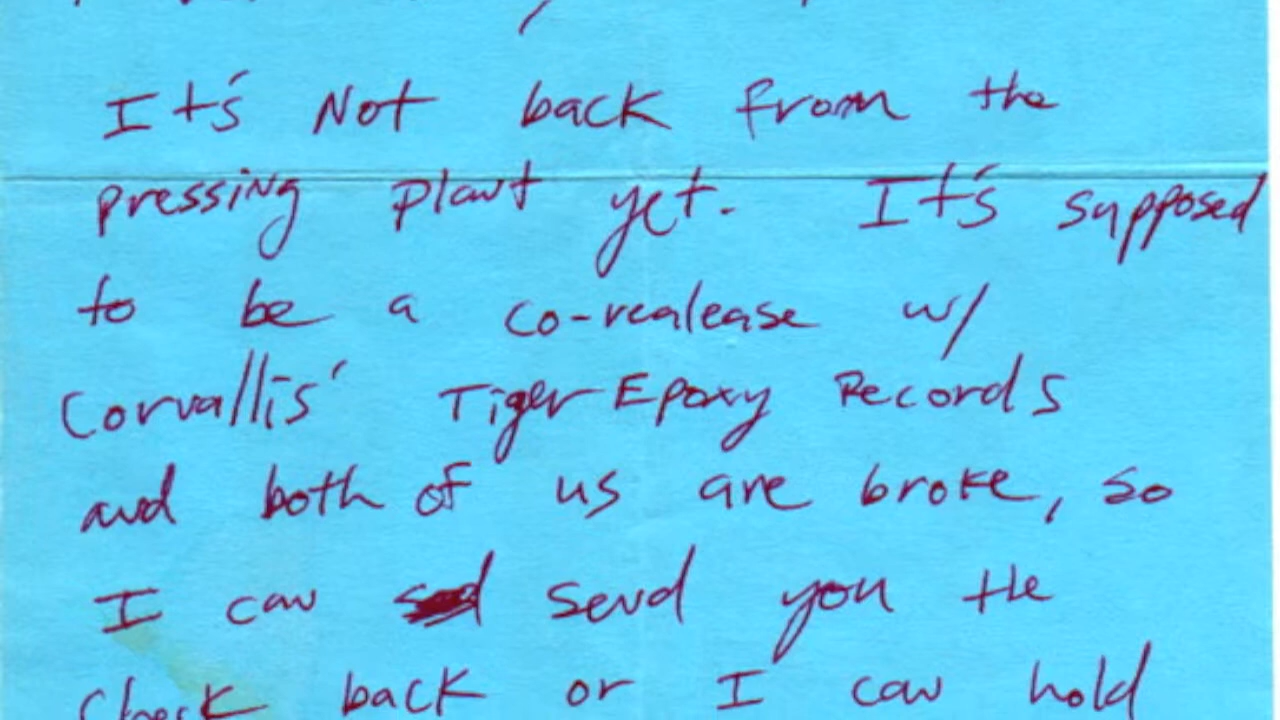 It's Not back from the
pressing plant yet. It's supposed
to be a co-realease w/
Corvallis' Tiger Epoxy Records
and both of us are broke, so
I can send you the
check back or I can hold